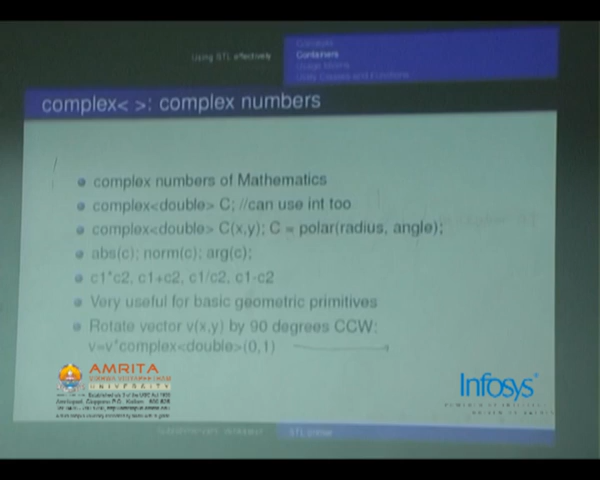 Using STL effectively
Containers
complex< >: complex numbers
complex numbers of Mathematics
complex<double> C; //can use int too
complex<double> C(x,y); C = polar(radius, angle);
abs(c); norm(c); arg(c);
c1*c2, c1+c2, c1/c2, c1-c2
Very useful for basic geometric primitives
Rotate vector v(x,y) by 90 degrees CCW:
v=v*complex<double>(0,1)
AMRITA
UNIVERSITY
Infosys